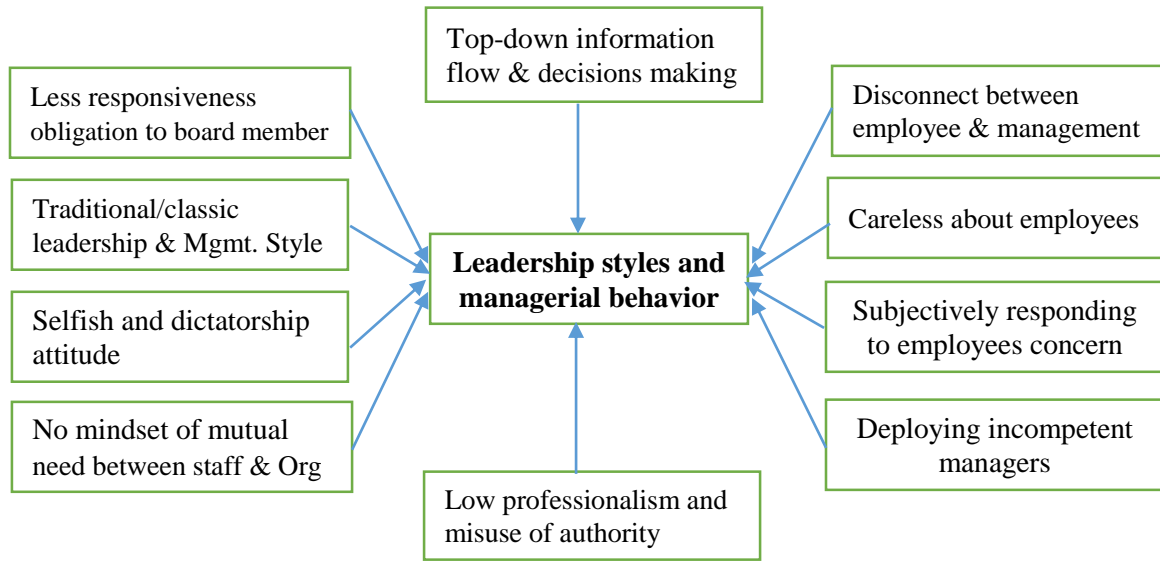 Top-down information
flow & decisions making
Less responsiveness
obligation to board member
Disconnect between
employee & management
Traditional/classic
leadership & Mgmt. Style
Careless about employees
Leadership styles and
managerial behavior
Selfish and dictatorship
attitude
Subjectively responding
to employees concern
No mindset of mutual
need between staff & Org
Deploying incompetent
managers
Low professionalism and
misuse of authority